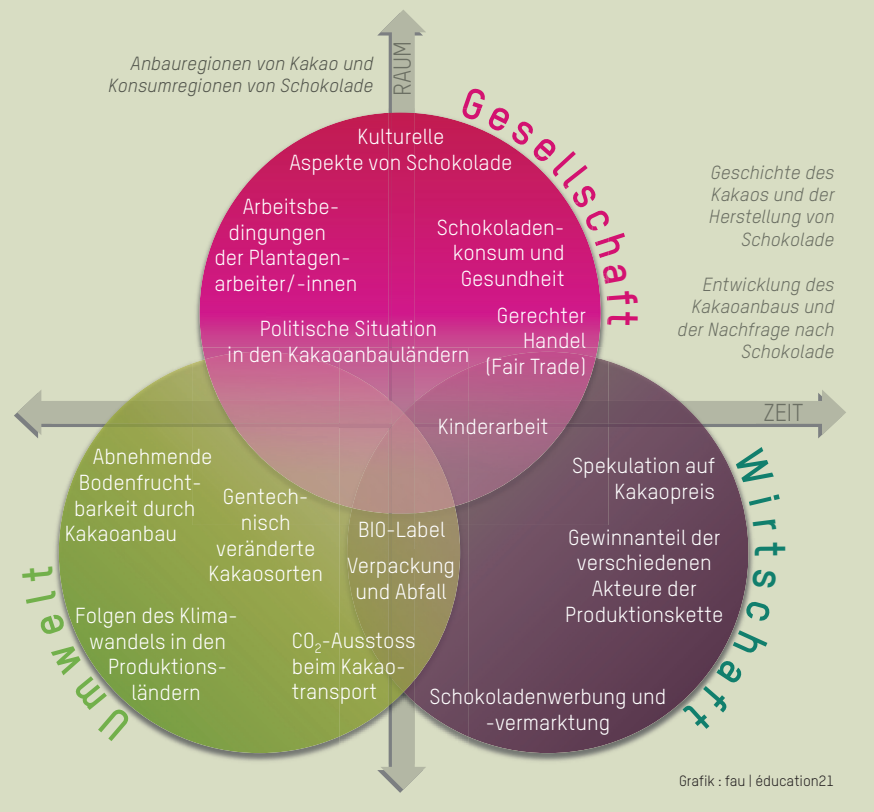 Anbauregionen von Kakao und
Konsumregionen von Schokolade
RAUM
Gesellschaft
Kulturelle
Aspekte von Schokolade
Arbeitsbe-
dingungen
der Plantagen-
arbeiter/-innen
Schokoladen-
konsum und
Gesundheit
Politische Situation
in den Kakaoanbauländern
Gerechter
Handel
(Fair Trade)
Kinderarbeit
Geschichte des
Kakaos und der
Herstellung von
Schokolade
Entwicklung des
Kakaoanbaus und
der Nachfrage nach
Schokolade
ZEIT
Umwelt
Abnehmende
Bodenfrucht-
barkeit durch
Kakaoanbau
Gentech-
nisch
veränderte
Kakaosorten
Folgen des Klima-
wandels in den
Produktions-
ländern
CO₂-Ausstoss
beim Kakao-
transport
BIO-Label
Verpackung
und Abfall
Wirtschaft
Spekulation auf
Kakaopreis
Gewinnanteil der
verschiedenen
Akteure der
Produktionskette
Schokoladenwerbung und
-vermarktung
Grafik : fau | éducation21